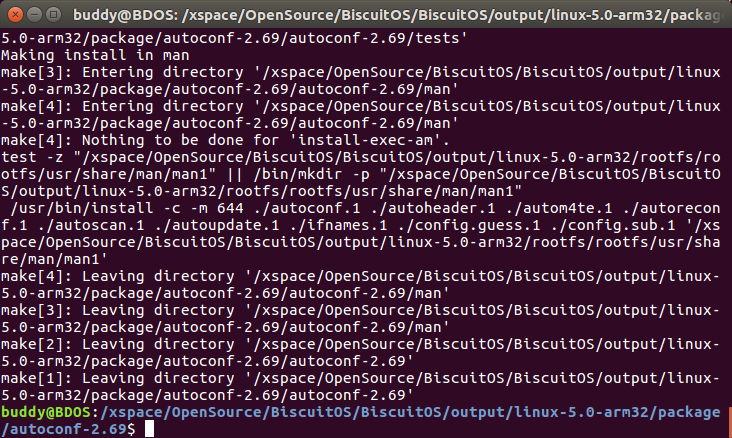 buddy@BDOS: /xspace/OpenSource/BiscuitOS/BiscuitOS/output/linux-5.0-arm32/package
5.0-arm32/package/autoconf-2.69/autoconf-2.69/tests'
Making install in man
make[3]: Entering directory '/xspace/OpenSource/BiscuitOS/BiscuitOS/output/linux
-5.0-arm32/package/autoconf-2.69/autoconf-2.69/man'
make[4]: Entering directory '/xspace/OpenSource/BiscuitOS/BiscuitOS/output/linux
-5.0-arm32/package/autoconf-2.69/autoconf-2.69/man'
make[4]: Nothing to be done for 'install-exec-am'.
test -z "/xspace/OpenSource/BiscuitOS/BiscuitOS/output/linux-5.0-arm32/rootfs/ro
otfs/usr/share/man/man1" || /bin/mkdir -p "/xspace/OpenSource/BiscuitOS/BiscuitO
S/output/linux-5.0-arm32/rootfs/rootfs/usr/share/man/man1"
 /usr/bin/install -c -m 644 ./autoconf.1 ./autoheader.1 ./autom4te.1 ./autorecon
f.1 ./autoscan.1 ./autoupdate.1 ./ifnames.1 ./config.guess.1 ./config.sub.1 '/xs
pace/OpenSource/BiscuitOS/BiscuitOS/output/linux-5.0-arm32/rootfs/rootfs/usr/sha
re/man/man1'
make[4]: Leaving directory '/xspace/OpenSource/BiscuitOS/BiscuitOS/output/linux-
5.0-arm32/package/autoconf-2.69/autoconf-2.69/man'
make[3]: Leaving directory '/xspace/OpenSource/BiscuitOS/BiscuitOS/output/linux-
5.0-arm32/package/autoconf-2.69/autoconf-2.69/man'
make[2]: Leaving directory '/xspace/OpenSource/BiscuitOS/BiscuitOS/output/linux-
5.0-arm32/package/autoconf-2.69/autoconf-2.69'
make[1]: Leaving directory '/xspace/OpenSource/BiscuitOS/BiscuitOS/output/linux-
5.0-arm32/package/autoconf-2.69/autoconf-2.69'
buddy@BDOS:/xspace/OpenSource/BiscuitOS/BiscuitOS/output/linux-5.0-arm32/package
/autoconf-2.69$